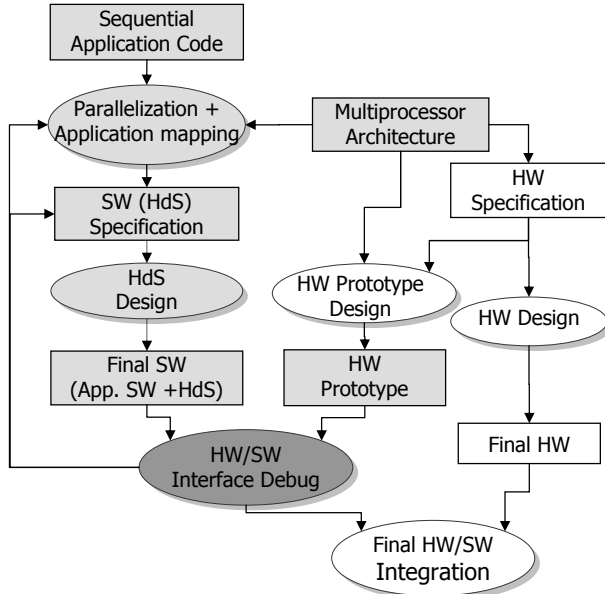 Sequential
Application Code
Parallelization +
Application mapping
Multiprocessor
Architecture
SW (HdS)
Specification
HW
Specification
HdS
Design
HW Prototype
Design
HW Design
Final SW
(App. SW +HdS)
HW
Prototype
Final HW
HW/SW
Interface Debug
Final HW/SW
Integration